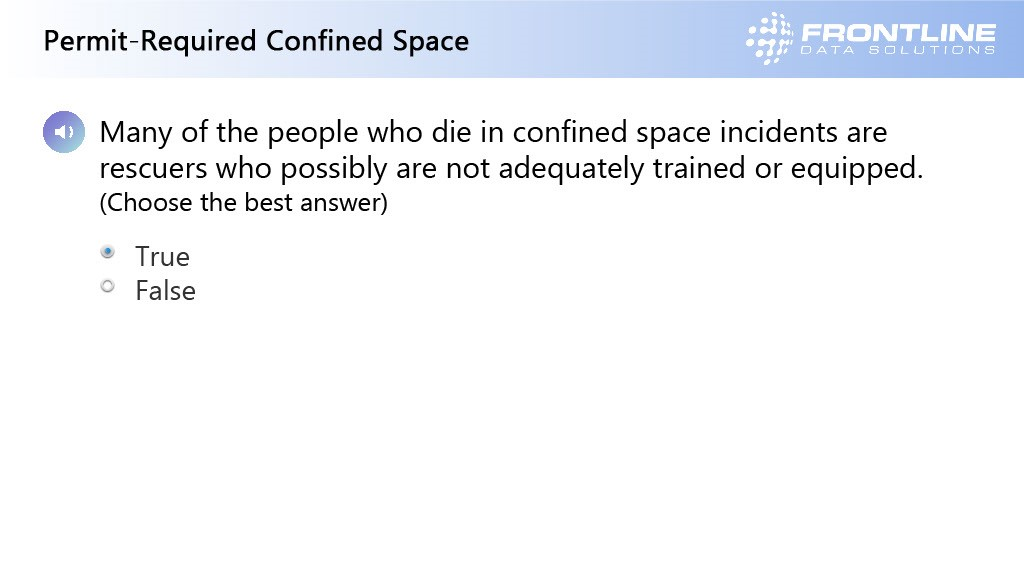 Permit-Required Confined Space
FRONTLINE
DATA SOLUTIONS
Many of the people who die in confined space incidents are
rescuers who possibly are not adequately trained or equipped.
(Choose the best answer)
True
False